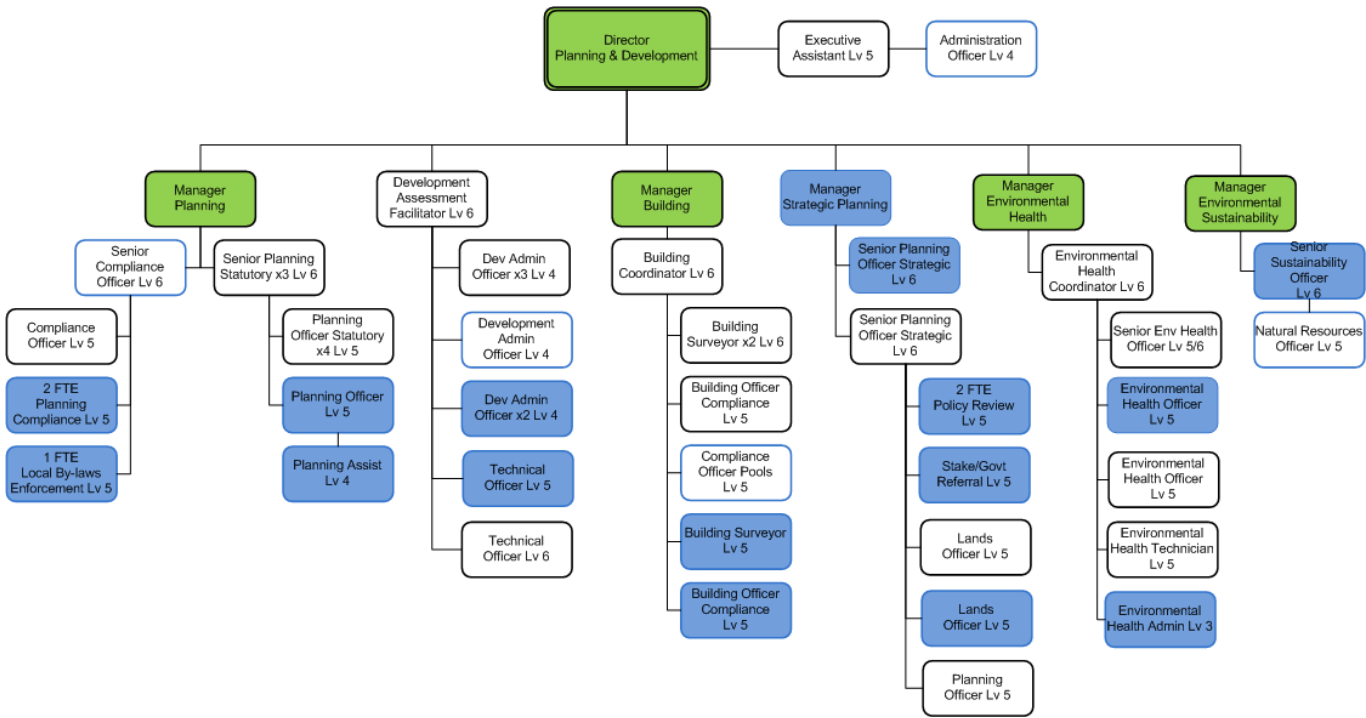 Director
Planning & Development
Executive
Assistant Lv 5
Administration
Officer Lv 4
Manager
Planning
Development
Assessment
Facilitator Lv 6
Manager
Building
Manager
Strategic Planning
Manager
Environmental
Health
Manager
Environmental
Sustainability
Senior
Compliance
Officer Lv 6
Senior Planning
Statutory x3 Lv 6
Compliance
Officer Lv 5
2 FTE
Planning
Compliance Lv 5
1 FTE
Local By-laws
Enforcement Lv 5
Planning
Officer Statutory
x4 Lv 5
Planning Officer
Lv 5
Planning Assist
Lv 4
Dev Admin
Officer x3 Lv 4
Development
Admin
Officer Lv 4
Dev Admin
Officer x2 Lv 4
Technical
Officer Lv 5
Technical
Officer Lv 6
Building
Coordinator Lv 6
Building
Surveyor x2 Lv 6
Building Officer
Compliance
Lv 5
Compliance
Officer Pools
Lv 5
Building Surveyor
Lv 5
Building Officer
Compliance
Lv 5
Senior Planning
Officer Strategic
Lv 6
Senior Planning
Officer Strategic
Lv 6
2 FTE
Policy Review
Lv 5
Stake/Govt
Referral Lv 5
Lands
Officer Lv 5
Lands
Officer Lv 5
Planning
Officer Lv 5
Environmental
Health
Coordinator Lv 6
Senior Env Health
Officer Lv 5/6
Environmental
Health Officer
Lv 5
Environmental
Health Officer
Lv 5
Environmental
Health Technician
Lv 5
Environmental
Health Admin Lv 3
Senior
Sustainability
Officer
Lv 6
Natural Resources
Officer Lv 5